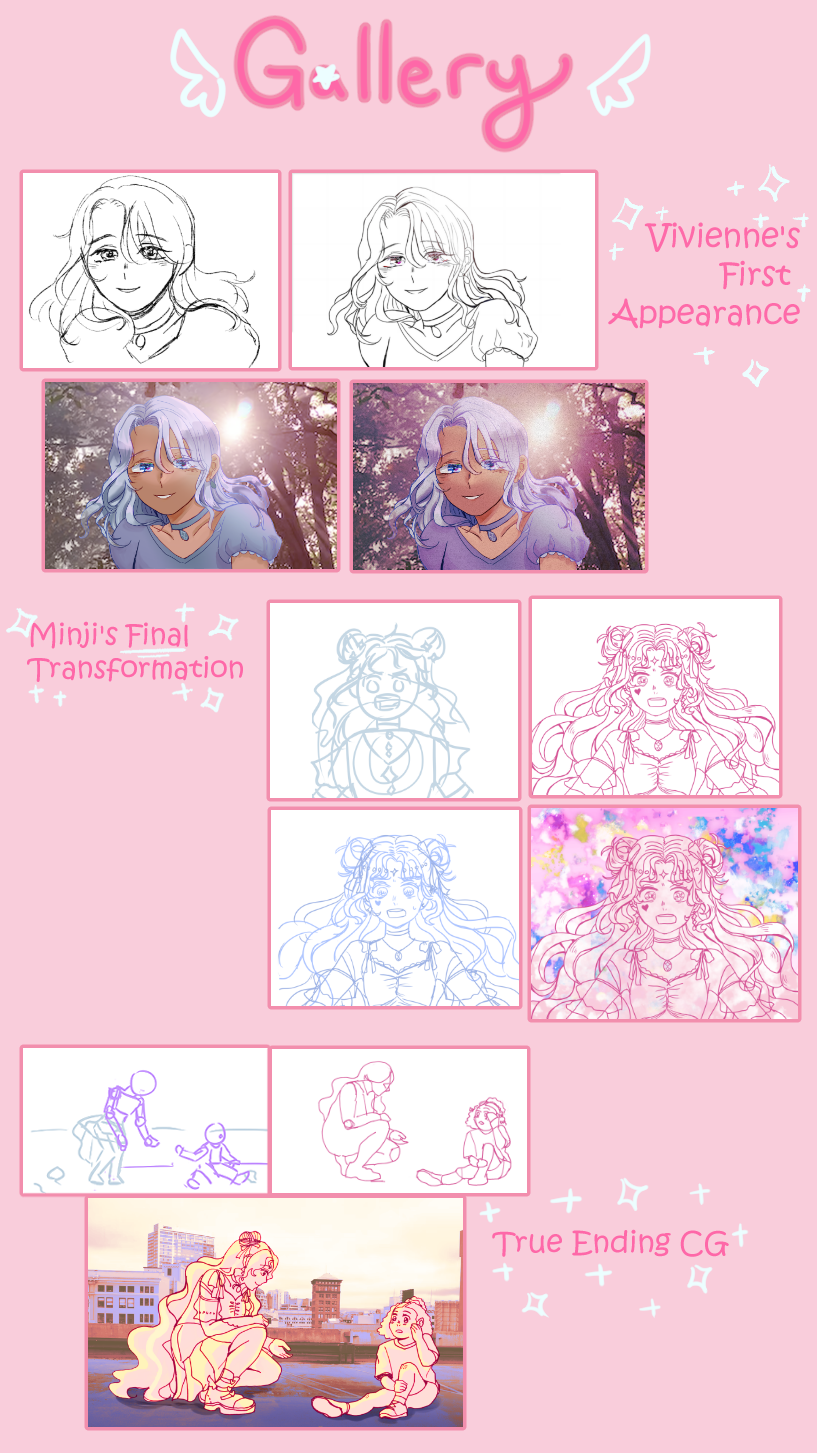 Gallery
Vivienne's
First
Appearance
Minji's Final
Transformation
True Ending CG